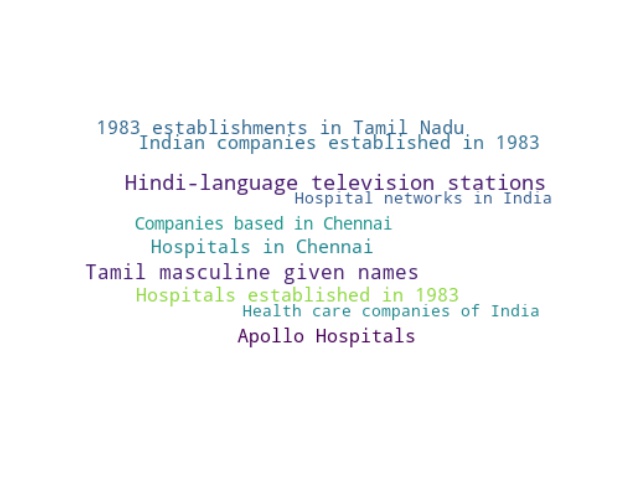 1983 establishments in Tamil Nadu
Indian companies established in 1983
Hindi-language television stations
Hospital networks in India
Companies based in Chennai
Hospitals in Chennai
Tamil masculine given names
Hospitals established in 1983
Health care companies of India
Apollo Hospitals